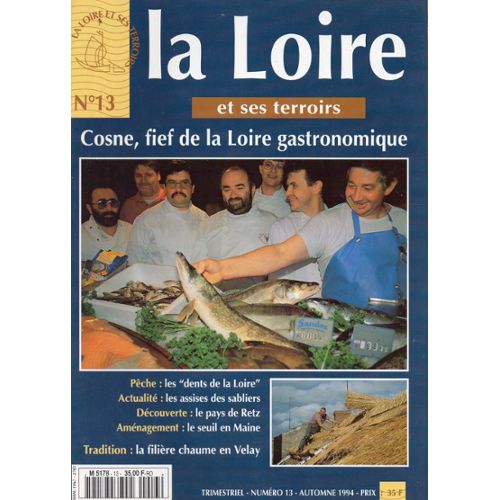 LA LOIRE ET SES TERROIRS
N°13
la Loire
et ses terroirs
Cosne, fief de la Loire gastronomique
Sandre
Pêche : les "dents de la Loire"
Actualité : les assises des sabliers
Découverte : le pays de Retz
Aménagement : le seuil en Maine
Tradition : la filière chaume en Velay
M 5178 - 13 - 35,00 F-RD
TRIMESTRIEL - NUMÉRO 13 - AUTOMNE 1994 - PRIX : 35 F